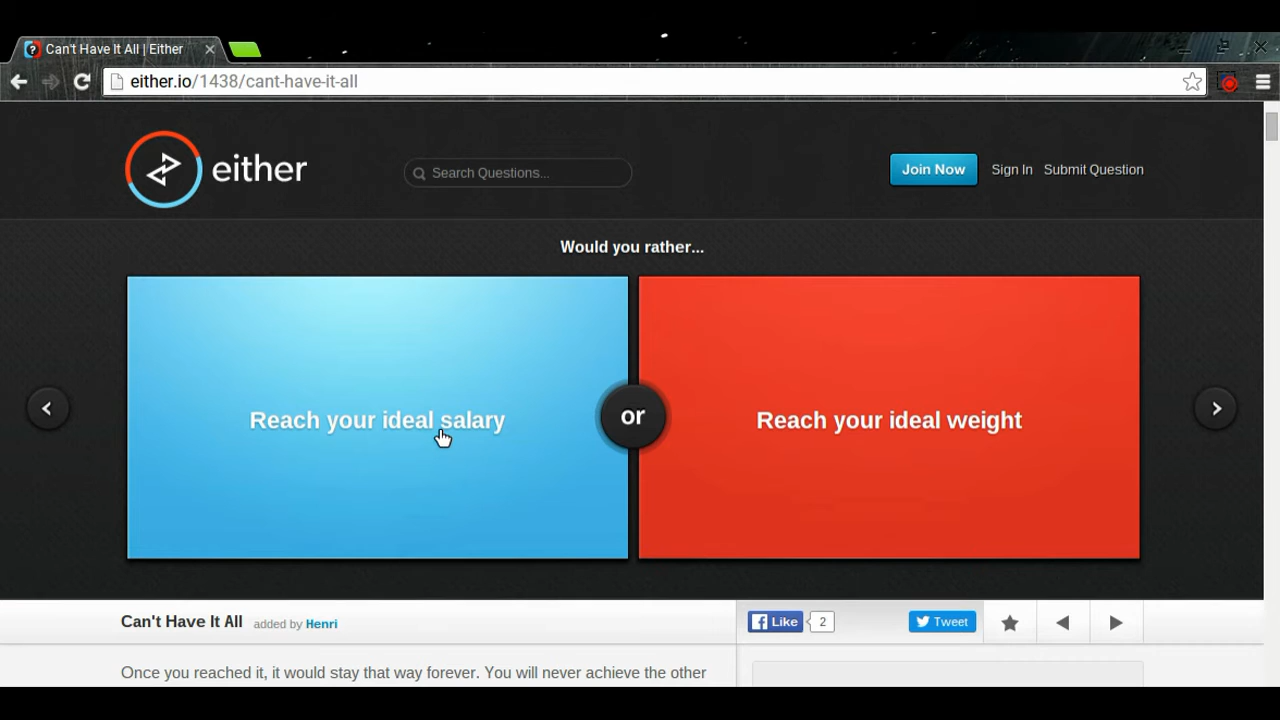 Can't Have It All | Either
either.io/1438/cant-have-it-all
either
Search Questions...
Join Now
Sign In
Submit Question
Would you rather...
Reach your ideal salary
or
Reach your ideal weight
Can't Have It All added by Henri
Like 2
Tweet
Once you reached it, it would stay that way forever. You will never achieve the other